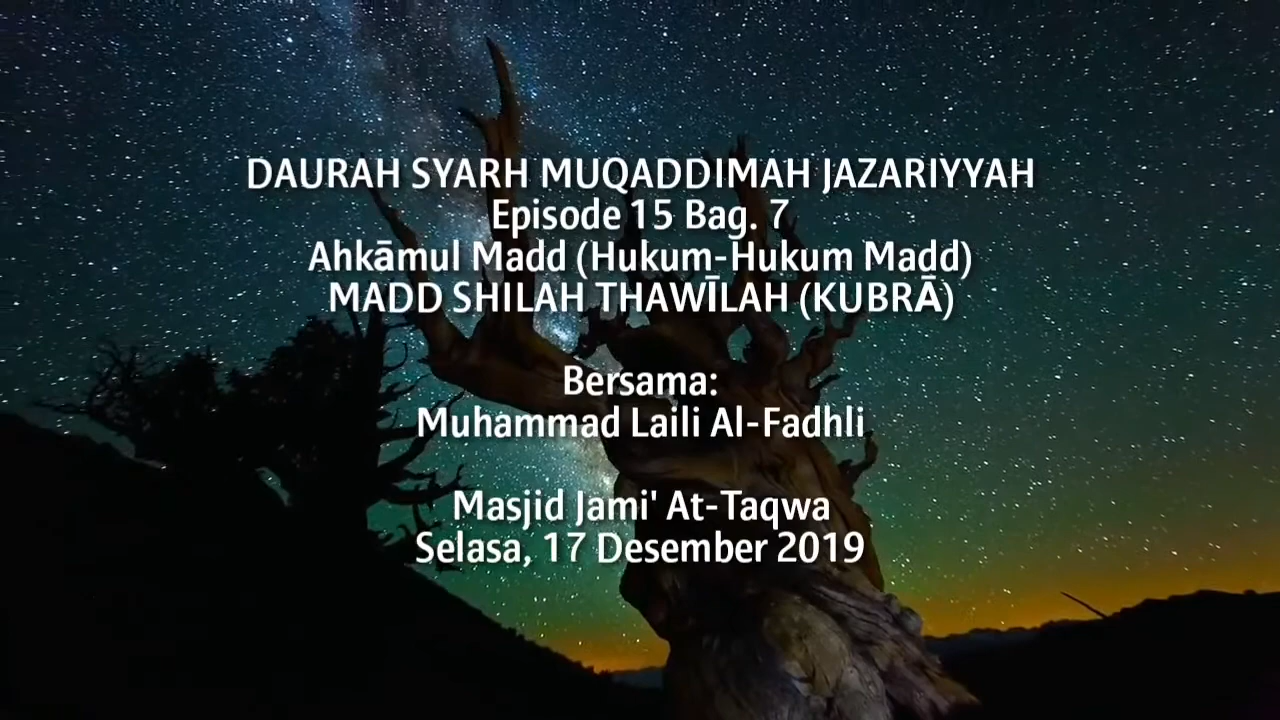 DAURAH SYARH MUQADDIMAH JAZARIYYAH
Episode 15 Bag. 7
Ahkāmul Madd (Hukum-Hukum Madd)
MADD SHILAH THAWĪLAH (KUBRĀ)
Bersama:
Muhammad Laili Al-Fadhli
Masjid Jami' At-Taqwa
Selasa, 17 Desember 2019